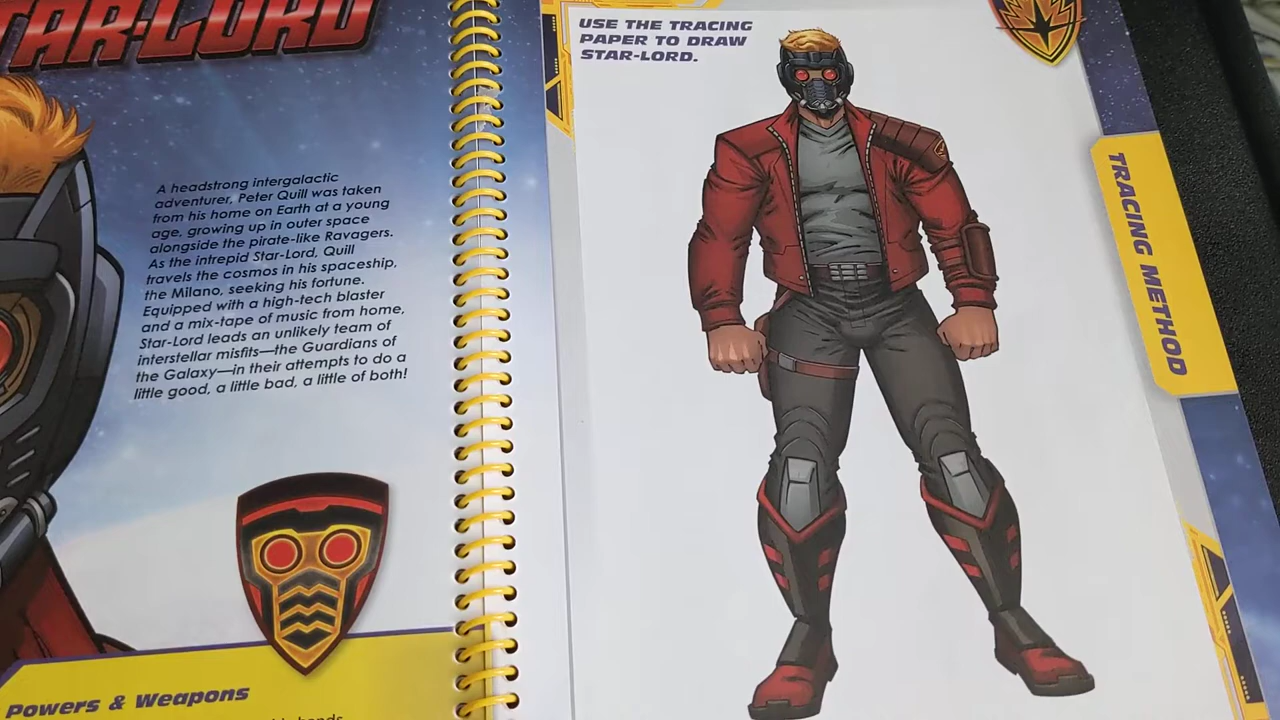 STAR-LORD
A headstrong intergalactic
adventurer, Peter Quill was taken
from his home on Earth at a young
age, growing up in outer space
alongside the pirate-like Ravagers.
As the intrepid Star-Lord, Quill
travels the cosmos in his spaceship,
the Milano, seeking his fortune.
Equipped with a high-tech blaster
and a mix-tape of music from home,
Star-Lord leads an unlikely team of
interstellar misfits—the Guardians of
the Galaxy—in their attempts to do a
little good, a little bad, a little of both!
Powers & Weapons
hands
USE THE TRACING
PAPER TO DRAW
STAR-LORD.
TRACING METHOD